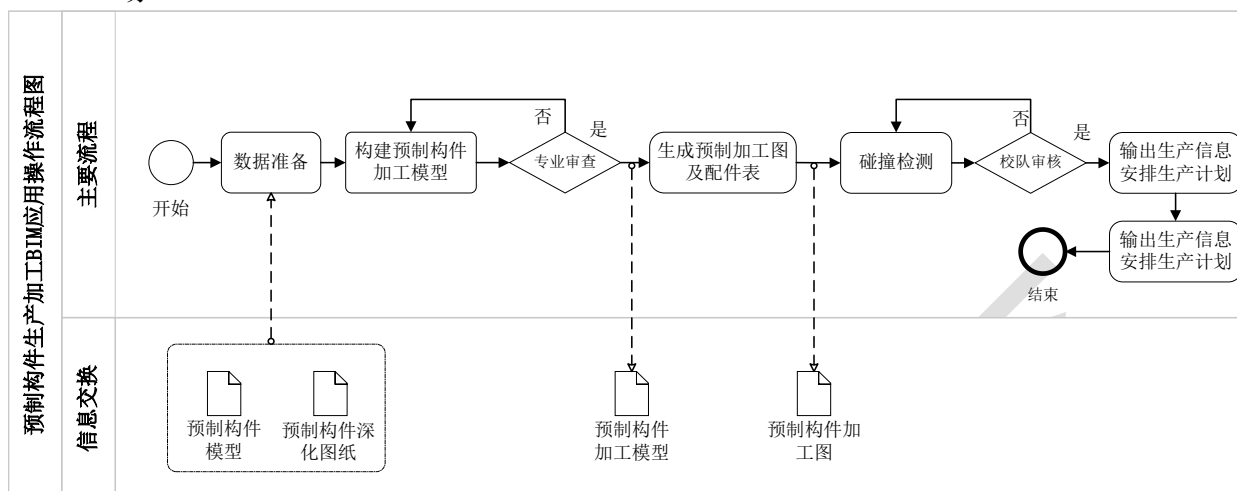 预制构件生产加工BIM应用操作流程图
主要流程
否
是
否
是
开始
数据准备
构建预制构件
加工模型
专业审查
生成预制加工图
及配件表
碰撞检测
校队审核
输出生产信息
安排生产计划
输出生产信息
安排生产计划
结束
信息交换
预制构件
模型
预制构件深
化图纸
预制构件
加工模型
预制构件加
工图